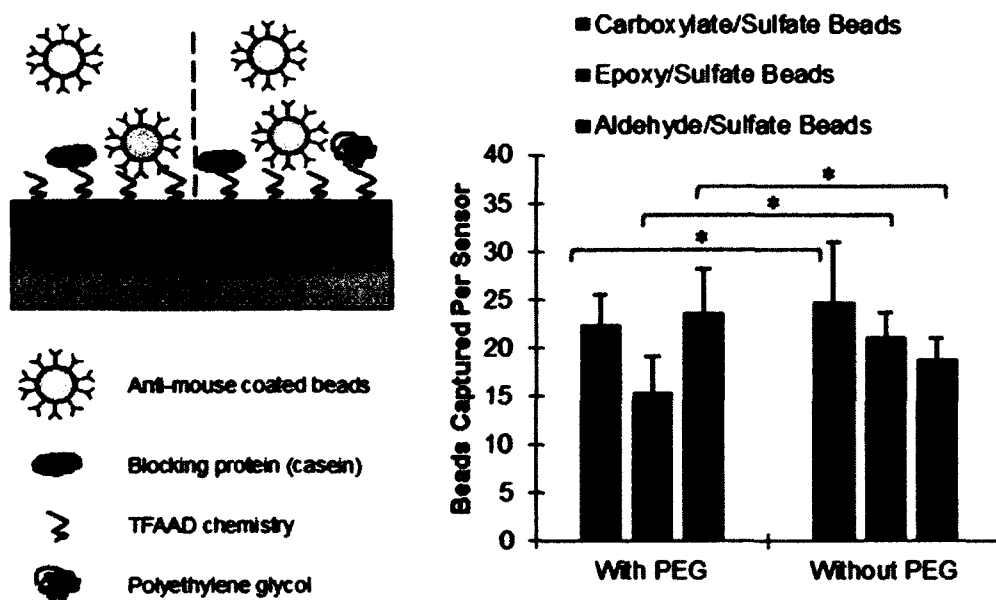 Anti-mouse coated beads
Blocking protein (casein)
TFAAD chemistry
Polyethylene glycol
Carboxylate/Sulfate Beads
Epoxy/Sulfate Beads
Aldehyde/Sulfate Beads
Beads Captured Per Sensor
40
35
30
25
20
15
10
5
0
*
*
*
With PEG
Without PEG